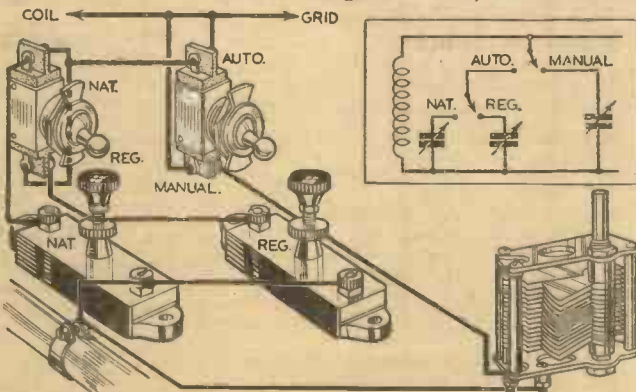 COIL GRID
AUTO.
NAT.
REG.
MANUAL.
NAT.
REG.
AUTO. MANUAL
NAT. REG.